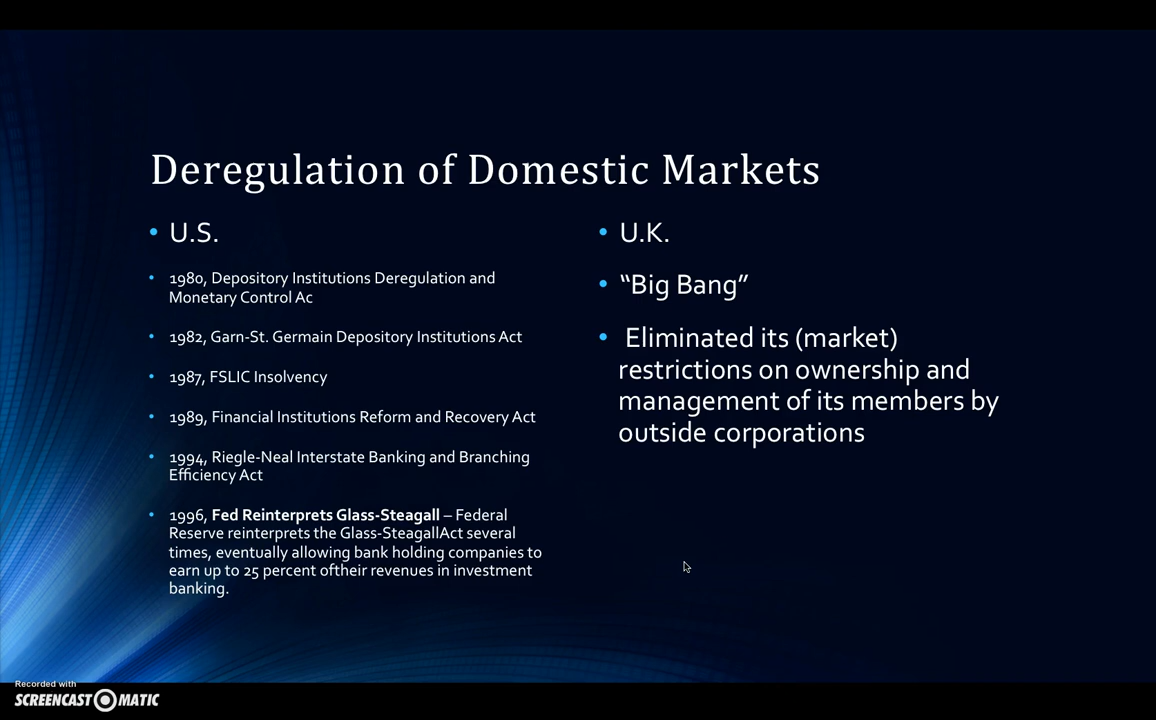 Deregulation of Domestic Markets
• U.S.
• 1980, Depository Institutions Deregulation and
Monetary Control Ac
• 1982, Garn-St. Germain Depository Institutions Act
• 1987, FSLIC Insolvency
• 1989, Financial Institutions Reform and Recovery Act
• 1994, Riegle-Neal Interstate Banking and Branching
Efficiency Act
• 1996, Fed Reinterprets Glass-Steagall – Federal
Reserve reinterprets the Glass-SteagallAct several
times, eventually allowing bank holding companies to
earn up to 25 percent oftheir revenues in investment
banking.
• U.K.
• “Big Bang”
• Eliminated its (market)
restrictions on ownership and
management of its members by
outside corporations
Recorded with
SCREENCAST MATIC